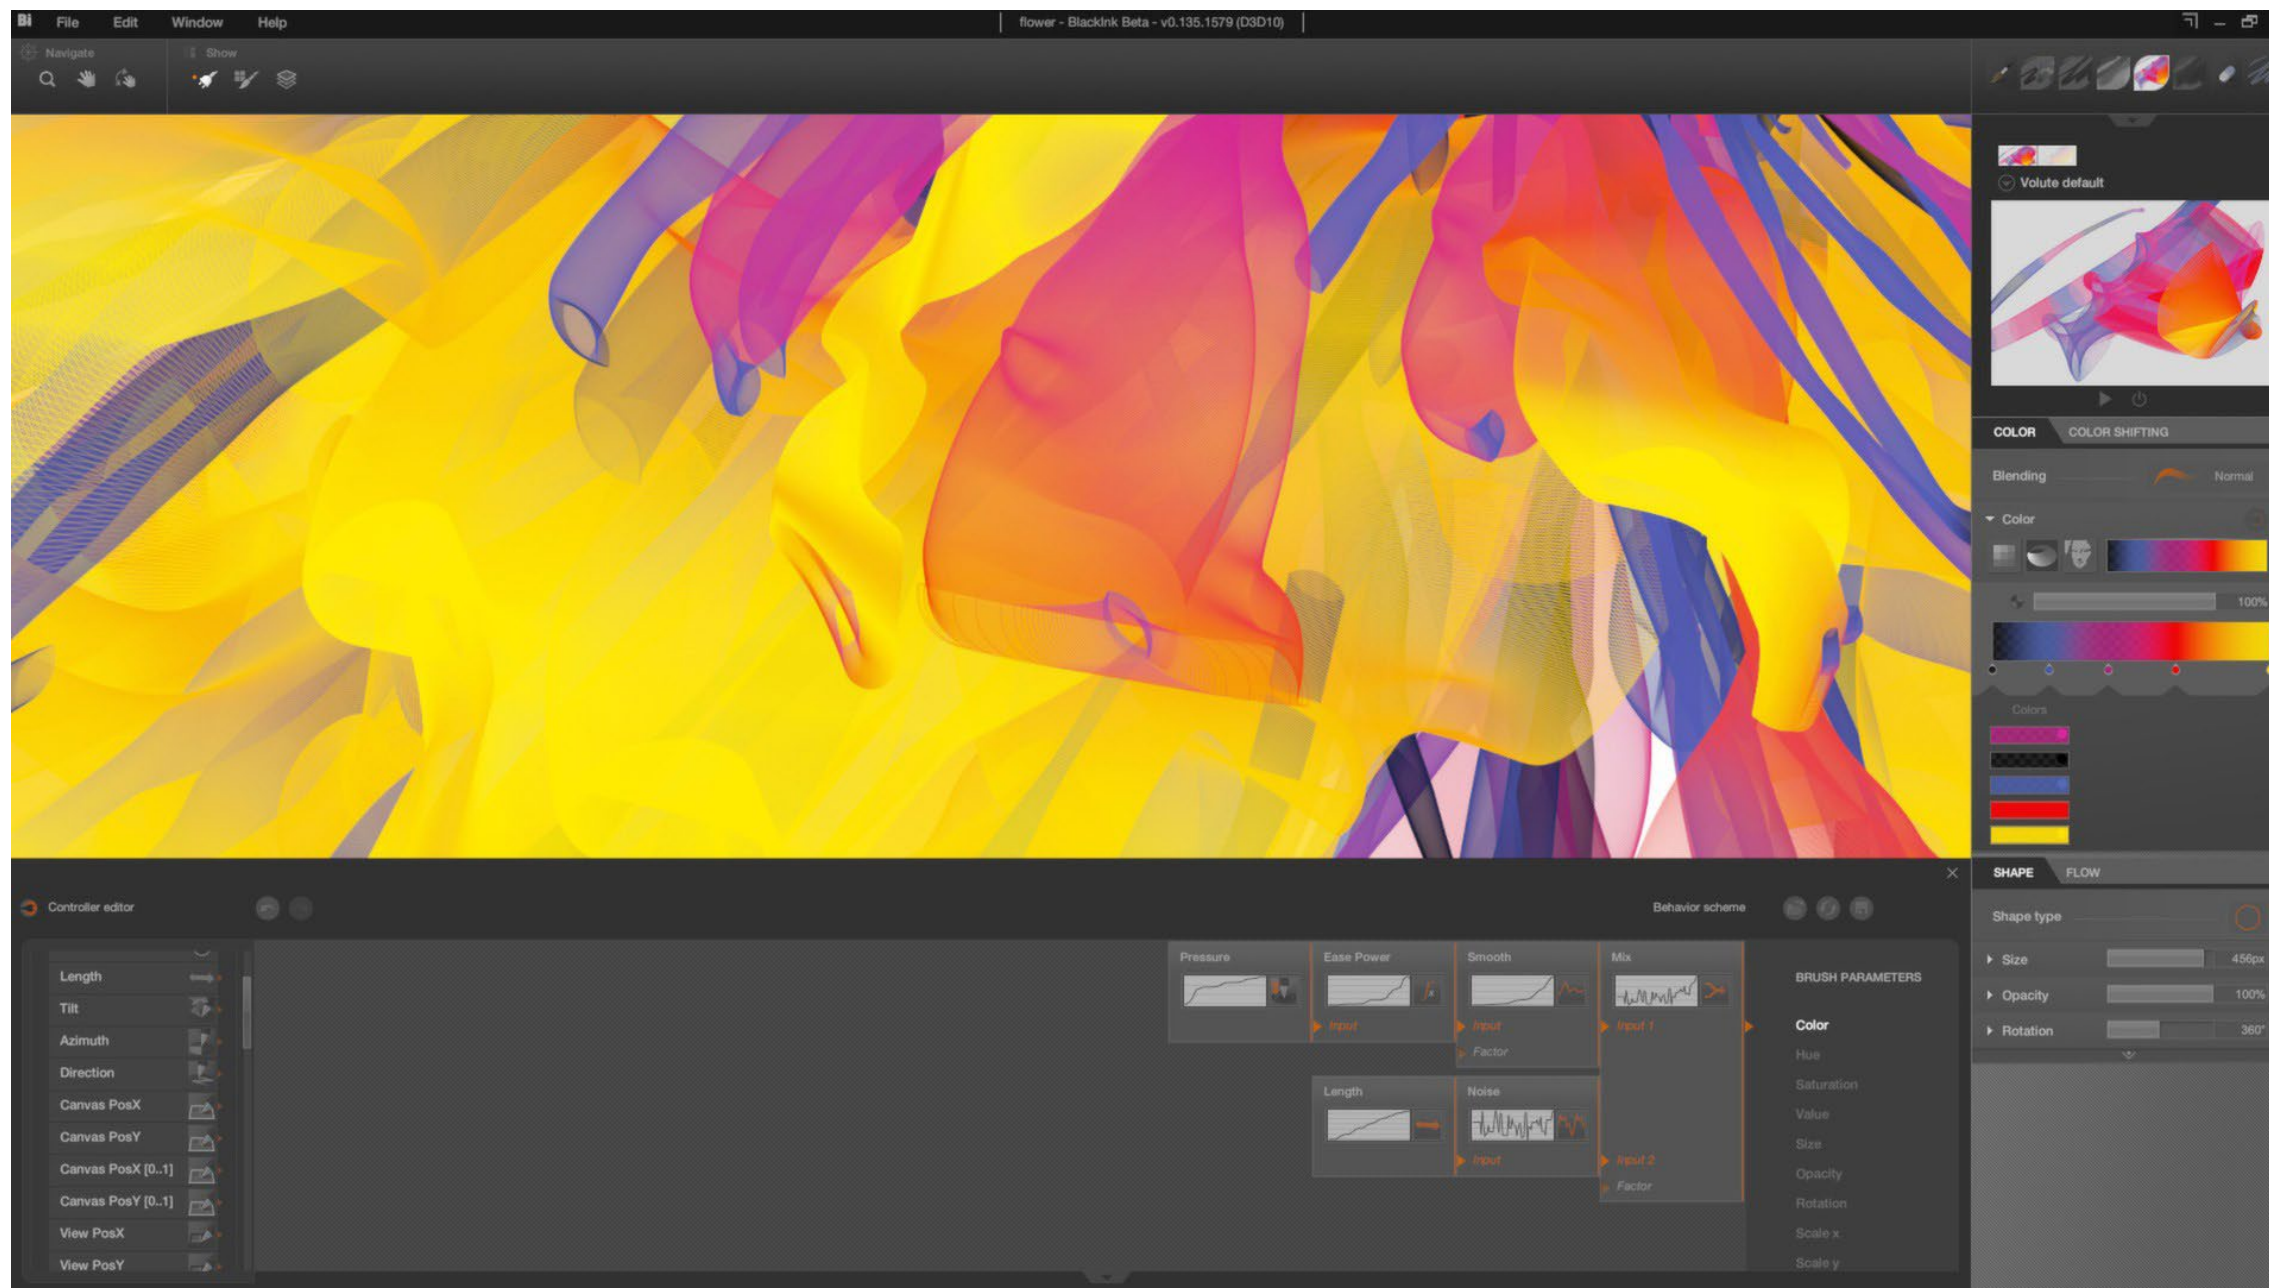 Bi File Edit Window Help
flower - BlackInk Beta - v0.135.1579 (D3D10)
Navigate
Show
Volute default
COLOR COLOR SHIFTING
Blending Normal
Color
100%
Colors
SHAPE FLOW
Shape type
Size 456px
Opacity 100%
Rotation 360°
Controller editor
Behavior scheme
Length
Tilt
Azimuth
Direction
Canvas PosX
Canvas PosY
Canvas PosX [0..1]
Canvas PosY [0..1]
View PosX
View PosY
Pressure
Ease Power
Input
Smooth
Input
Factor
Mix
Input 1
Input 2
Factor
Length
Noise
Input
BRUSH PARAMETERS
Color
Hue
Saturation
Value
Size
Opacity
Rotation
Scale x
Scale y